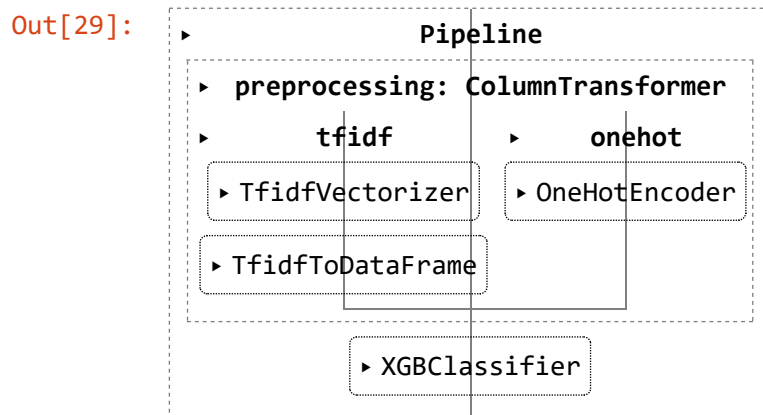 Out[29]:
▸ Pipeline
▸ preprocessing: ColumnTransformer
▸ tfidf ▸ onehot
▸ TfidfVectorizer ▸ OneHotEncoder
▸ TfidfToDataFrame
▸ XGBClassifier